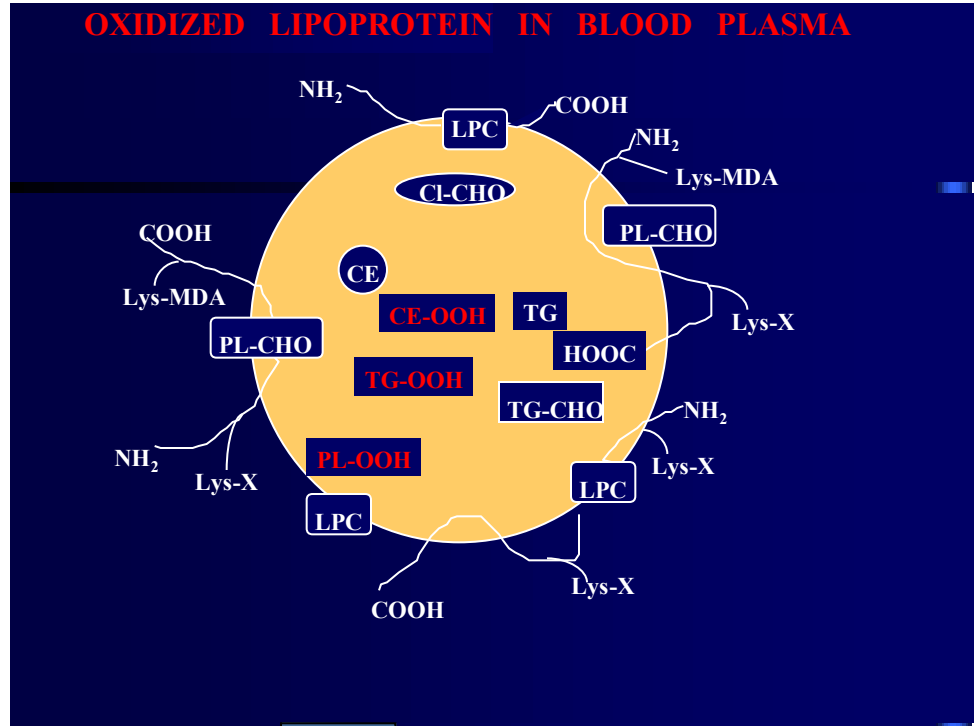 OXIDIZED LIPOPROTEIN IN BLOOD PLASMA
NH₂
COOH
LPC
NH₂
Lys-MDA
Cl-CHO
PL-CHO
COOH
CE
Lys-MDA
CE-OOH
TG
Lys-X
PL-CHO
HOOC
TG-OOH
TG-CHO
NH₂
PL-OOH
NH₂
Lys-X
Lys-X
LPC
LPC
Lys-X
COOH